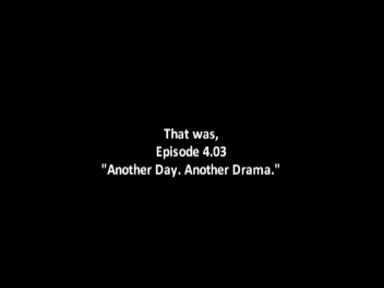 That was,
Episode 4.03
"Another Day. Another Drama."